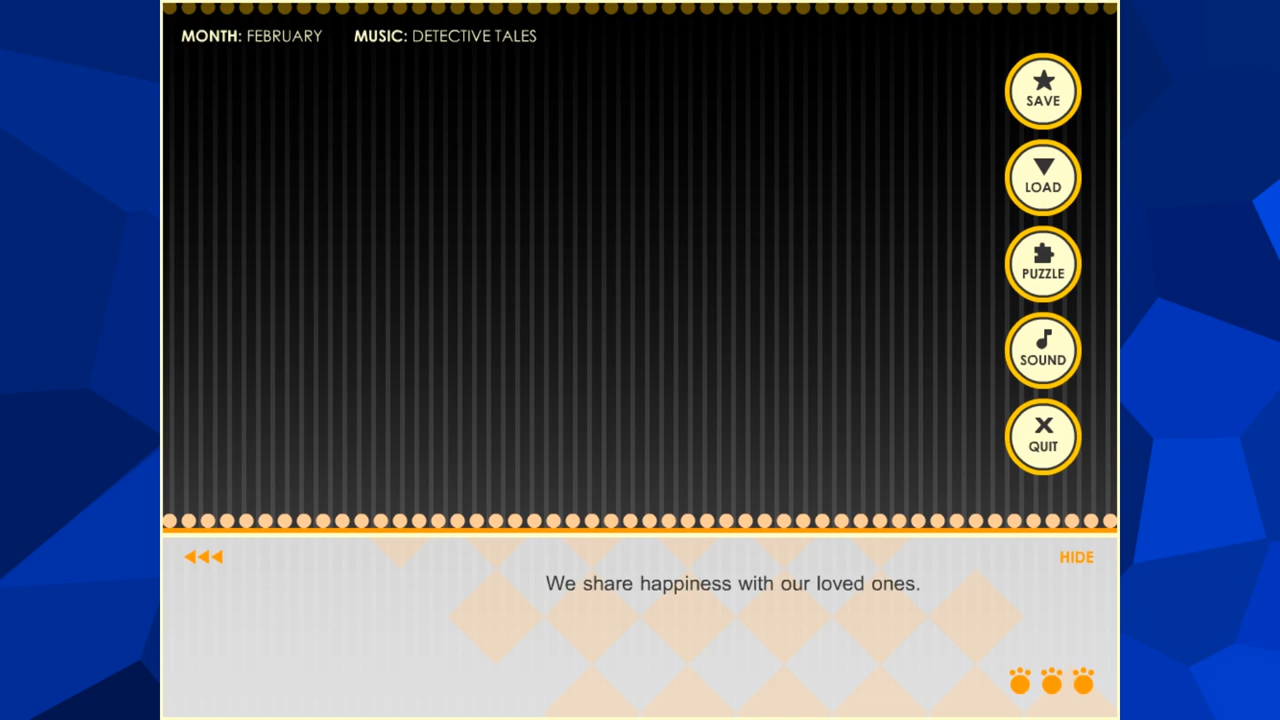 MONTH: FEBRUARY MUSIC: DETECTIVE TALES
SAVE
LOAD
PUZZLE
SOUND
QUIT
HIDE
We share happiness with our loved ones.